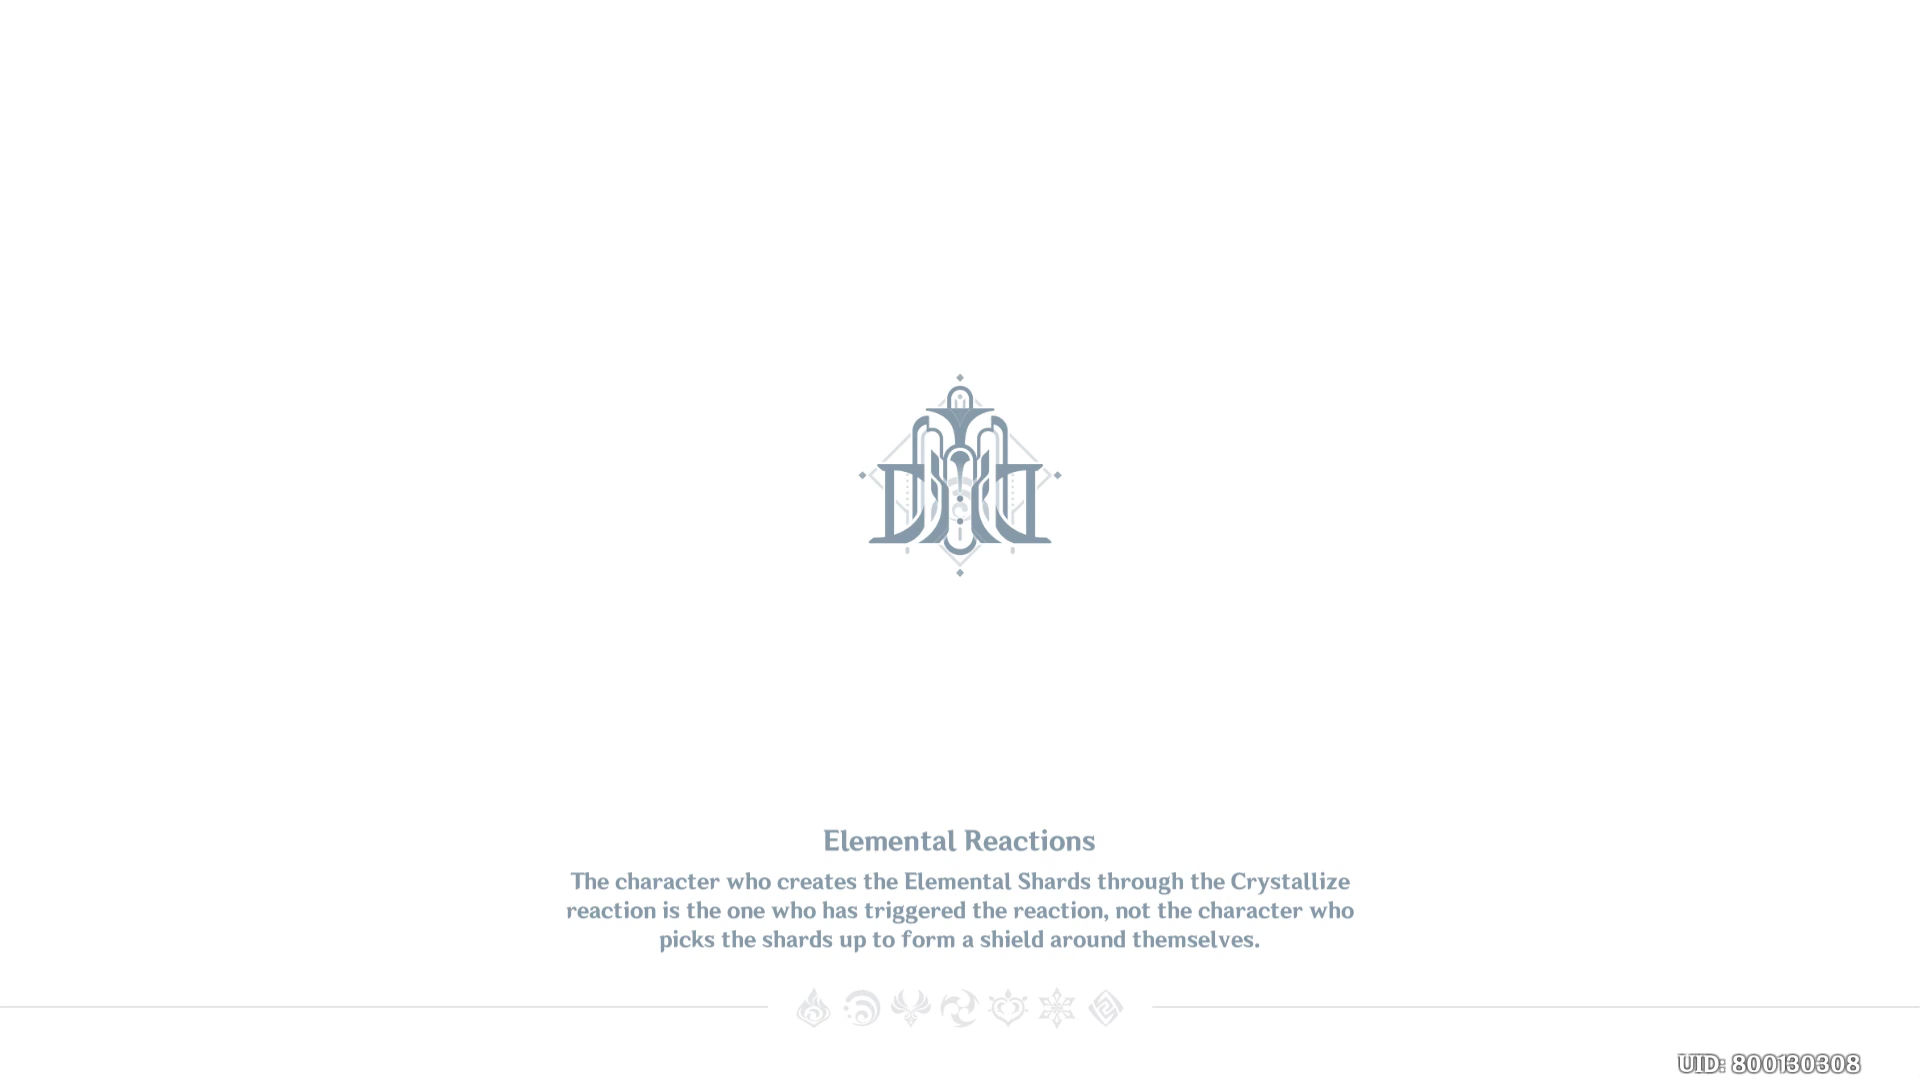 Elemental Reactions
The character who creates the Elemental Shards through the Crystallize
reaction is the one who has triggered the reaction, not the character who
picks the shards up to form a shield around themselves.
UID: 800130308